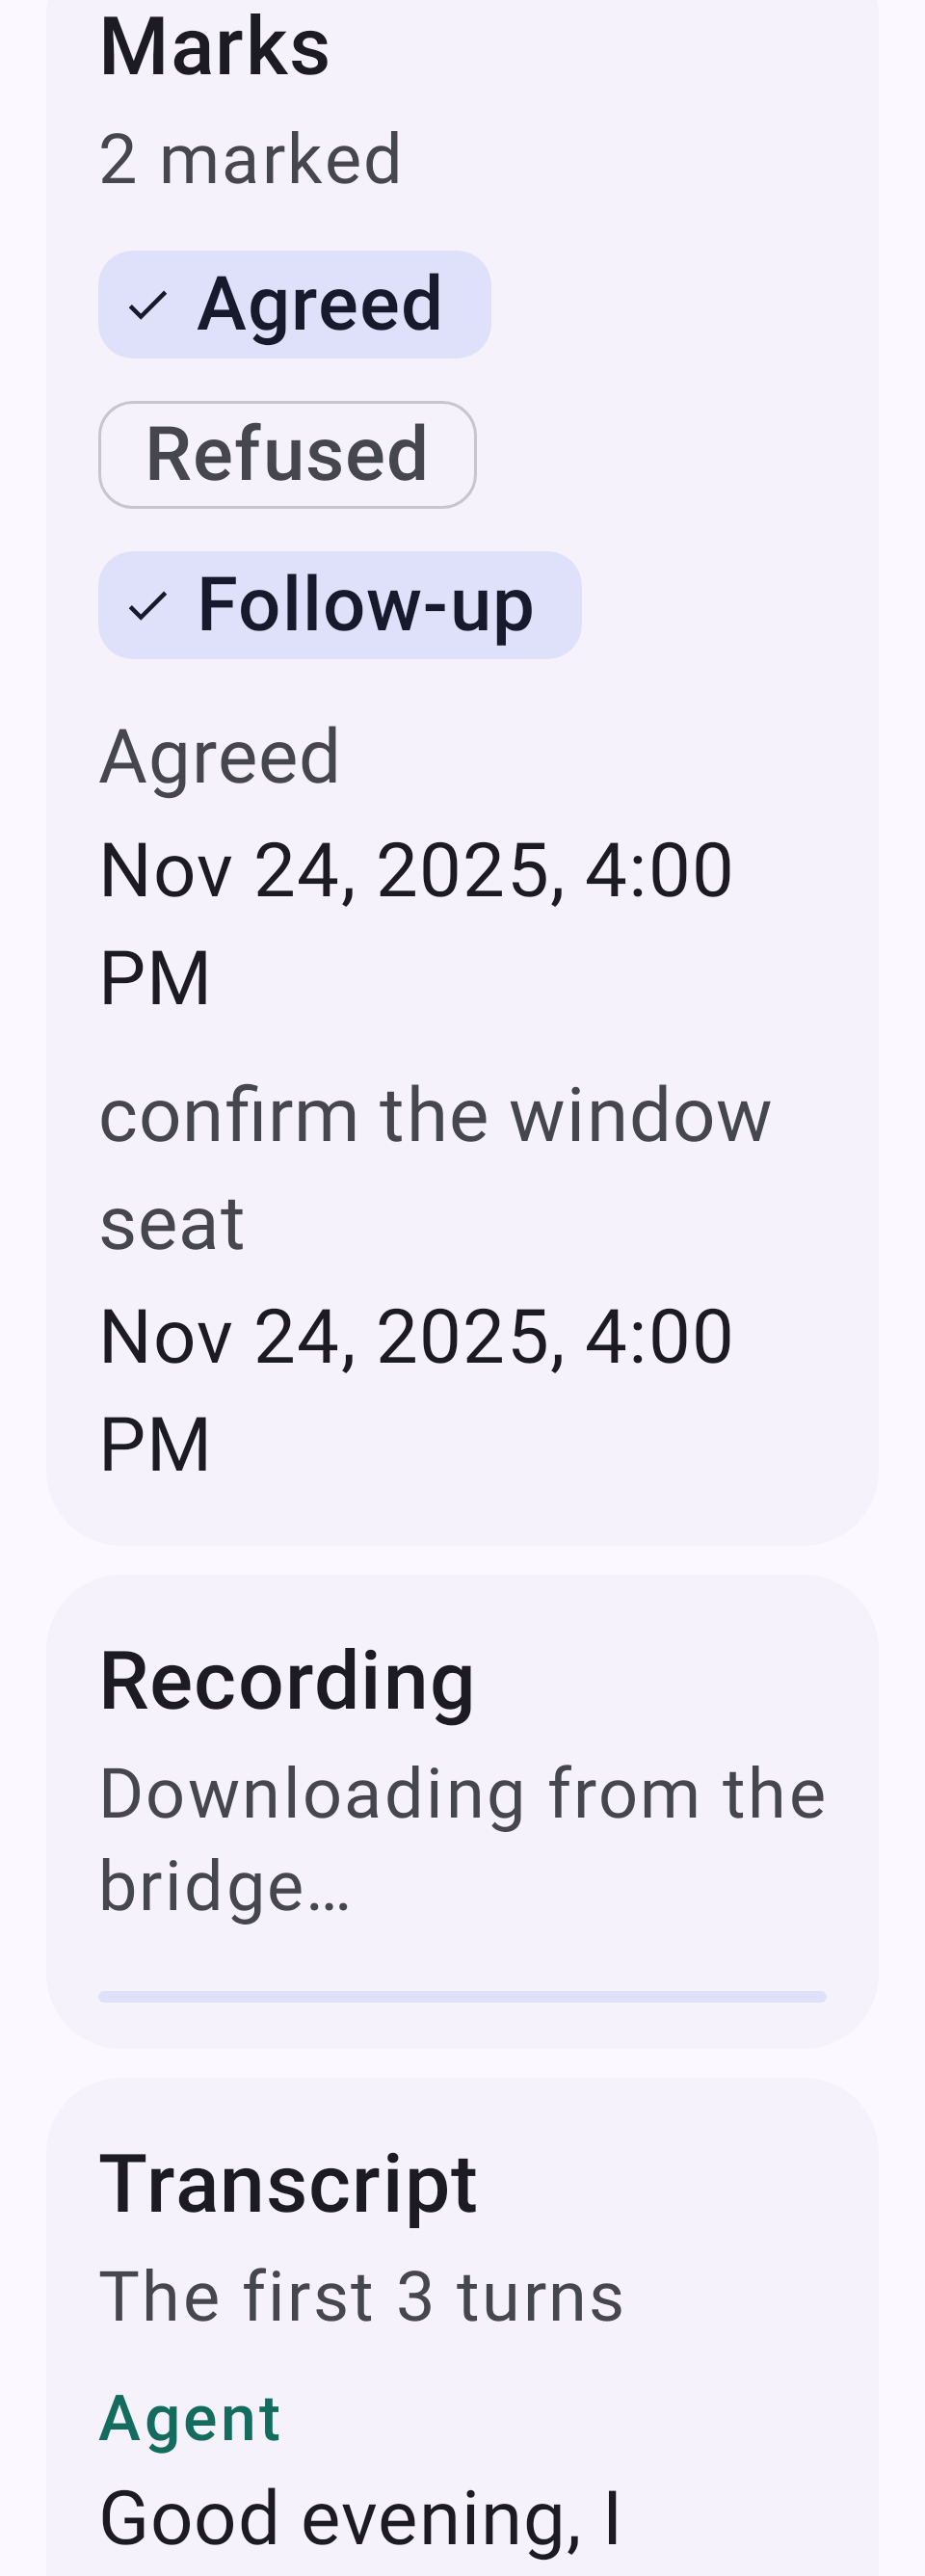 Marks
2 marked
Agreed
Refused
Follow-up
Agreed
Nov 24, 2025, 4:00
PM
confirm the window
seat
Nov 24, 2025, 4:00
PM
Recording
Downloading from the
bridge…
Transcript
The first 3 turns
Agent
Good evening, I